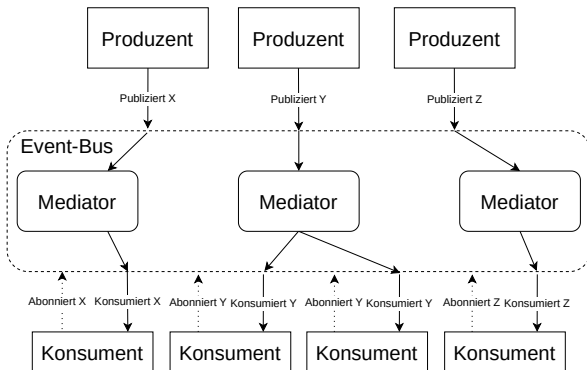 Produzent
Produzent
Produzent
Publiziert X
Publiziert Y
Publiziert Z
Event-Bus
Mediator
Mediator
Mediator
Abonniert X
Konsumiert X
Abonniert Y
Konsumiert Y
Abonniert Y
Konsumiert Y
Abonniert Z
Konsumiert Z
Konsument
Konsument
Konsument
Konsument